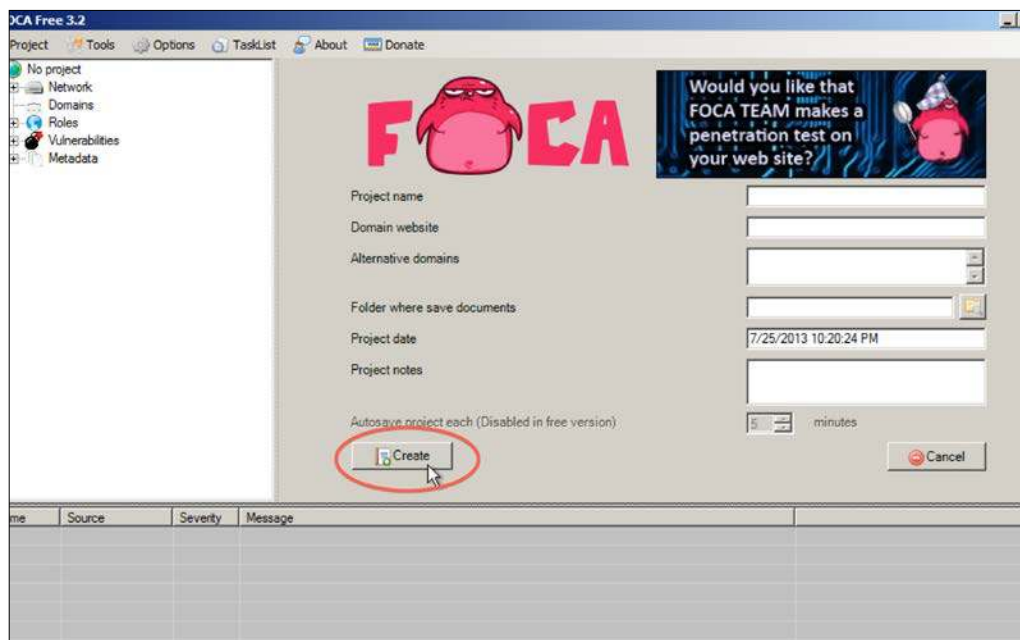 OCA Free 3.2
Project Tools Options TaskList About Donate
No project
Network
Domains
Roles
Vulnerabilities
Metadata
FOCA
Would you like that
FOCA TEAM makes a
penetration test on
your web site?
Project name
Domain website
Alternative domains
Folder where save documents
Project date 7/25/2013 10:20:24 PM
Project notes
Autosave project each (Disabled in free version) 5 minutes
Create Cancel
me Source Severity Message